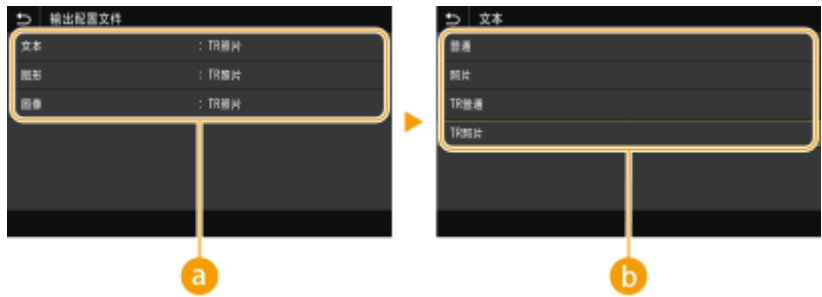 输出配置文件
文本 : TR照片
图形 : TR照片
图像 : TR照片
a
文本
普通
照片
TR普通
TR照片
b